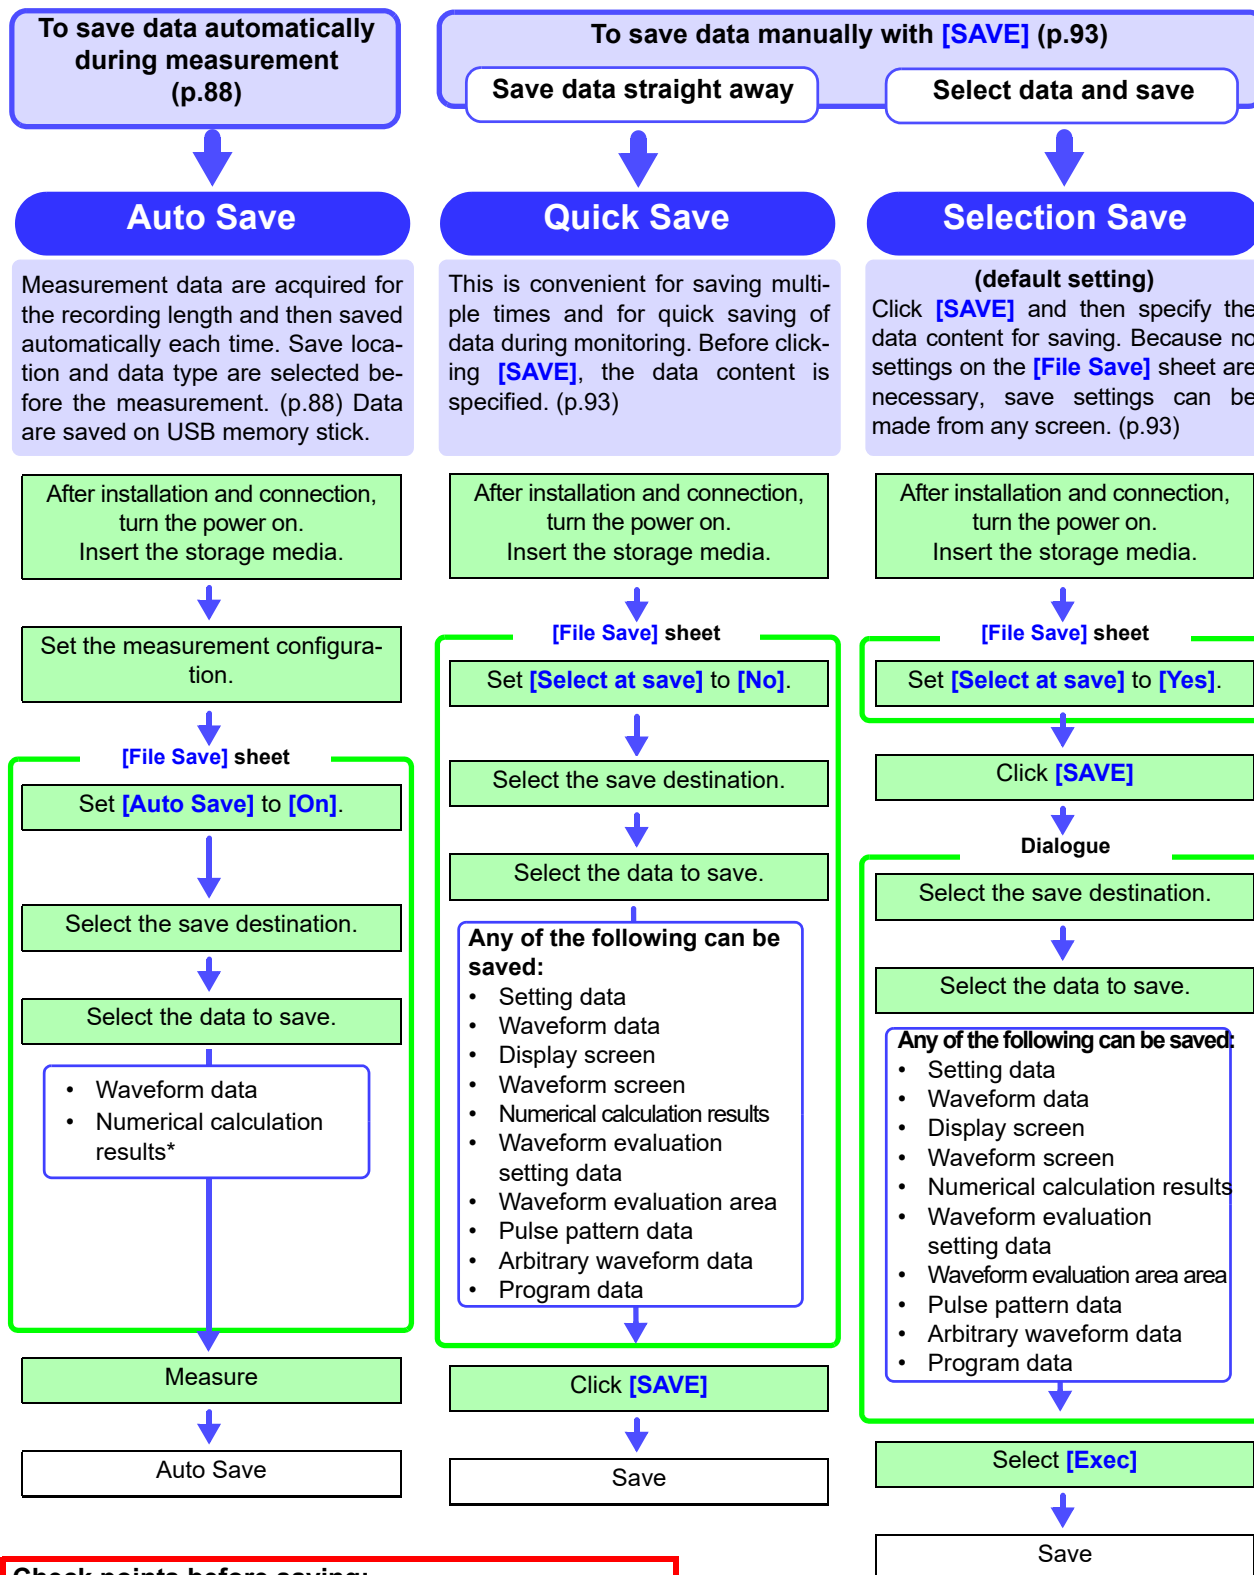 To save data automatically
during measurement
(p.88)
Auto Save
Measurement data are acquired for
the recording length and then saved
automatically each time. Save loca-
tion and data type are selected be-
fore the measurement. (p.88) Data
are saved on USB memory stick.
After installation and connection,
turn the power on.
Insert the storage media.
Set the measurement configura-
tion.
[File Save] sheet
Set [Auto Save] to [On].
Select the save destination.
Select the data to save.
• Waveform data
• Numerical calculation
results*
Measure
Auto Save
To save data manually with [SAVE] (p.93)
Save data straight away
Quick Save
This is convenient for saving multi-
ple times and for quick saving of
data during monitoring. Before click-
ing [SAVE], the data content is
specified. (p.93)
After installation and connection,
turn the power on.
Insert the storage media.
[File Save] sheet
Set [Select at save] to [No].
Select the save destination.
Select the data to save.
Any of the following can be
saved:
• Setting data
• Waveform data
• Display screen
• Waveform screen
• Numerical calculation results
• Waveform evaluation
setting data
• Waveform evaluation area
• Pulse pattern data
• Arbitrary waveform data
• Program data
Click [SAVE]
Save
Select data and save
Selection Save
(default setting)
Click [SAVE] and then specify the
data content for saving. Because no
settings on the [File Save] sheet are
necessary, save settings can be
made from any screen. (p.93)
After installation and connection,
turn the power on.
Insert the storage media.
[File Save] sheet
Set [Select at save] to [Yes].
Click [SAVE]
Dialogue
Select the save destination.
Select the data to save.
Any of the following can be saved:
• Setting data
• Waveform data
• Display screen
• Waveform screen
• Numerical calculation results
• Waveform evaluation
setting data
• Waveform evaluation area area
• Pulse pattern data
• Arbitrary waveform data
• Program data
Select [Exec]
Save
Check points before saving: